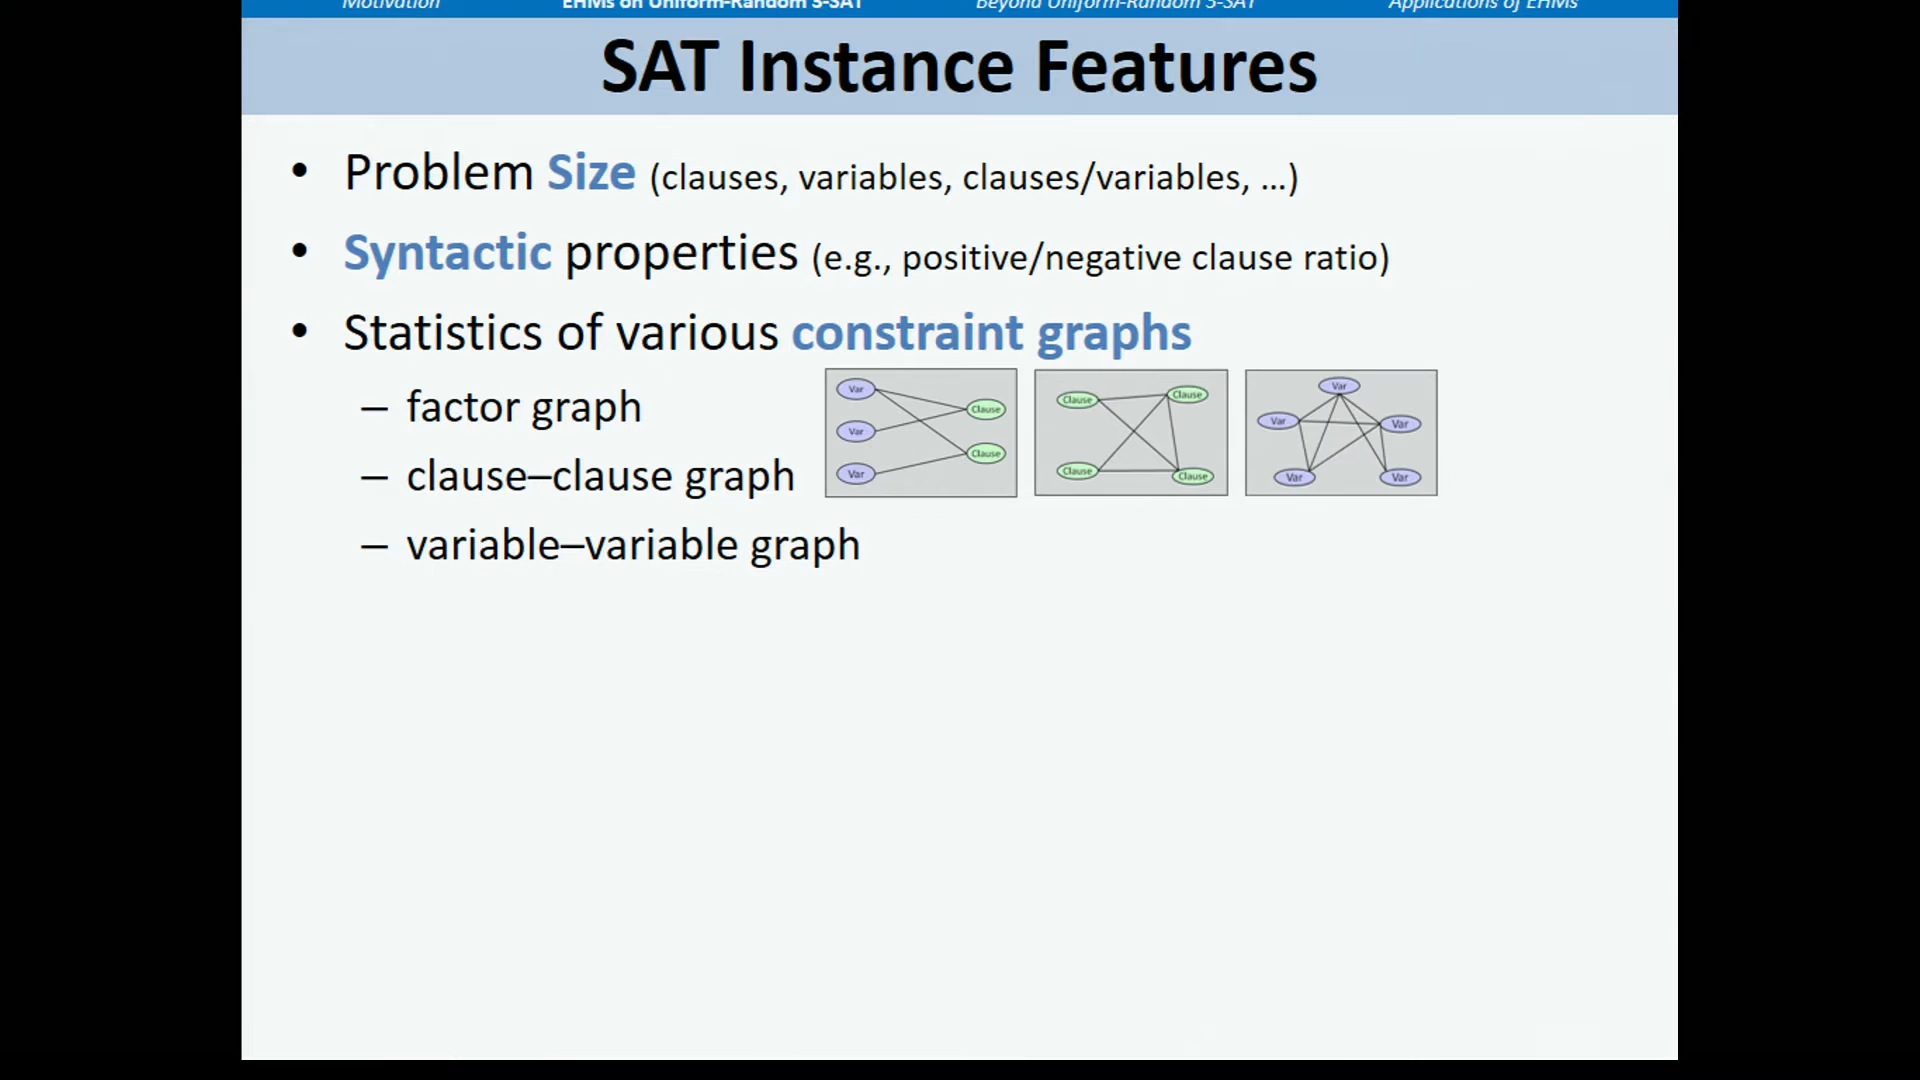 Motivation EHMs on Uniform-Random 3-SAT Beyond Uniform-Random 3-SAT Applications of EHMs
SAT Instance Features
• Problem Size (clauses, variables, clauses/variables, ...)
• Syntactic properties (e.g., positive/negative clause ratio)
• Statistics of various constraint graphs
– factor graph
– clause–clause graph
– variable–variable graph
Var
Var
Var
Clause
Clause
Clause
Clause
Clause
Clause
Var
Var
Var
Var
Var